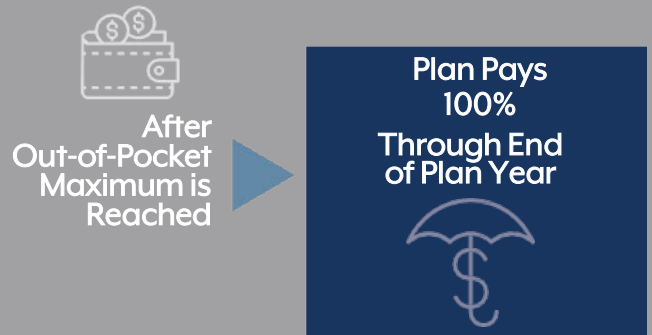 After
Out-of-Pocket
Maximum is
Reached
Plan Pays
100%
Through End
of Plan Year